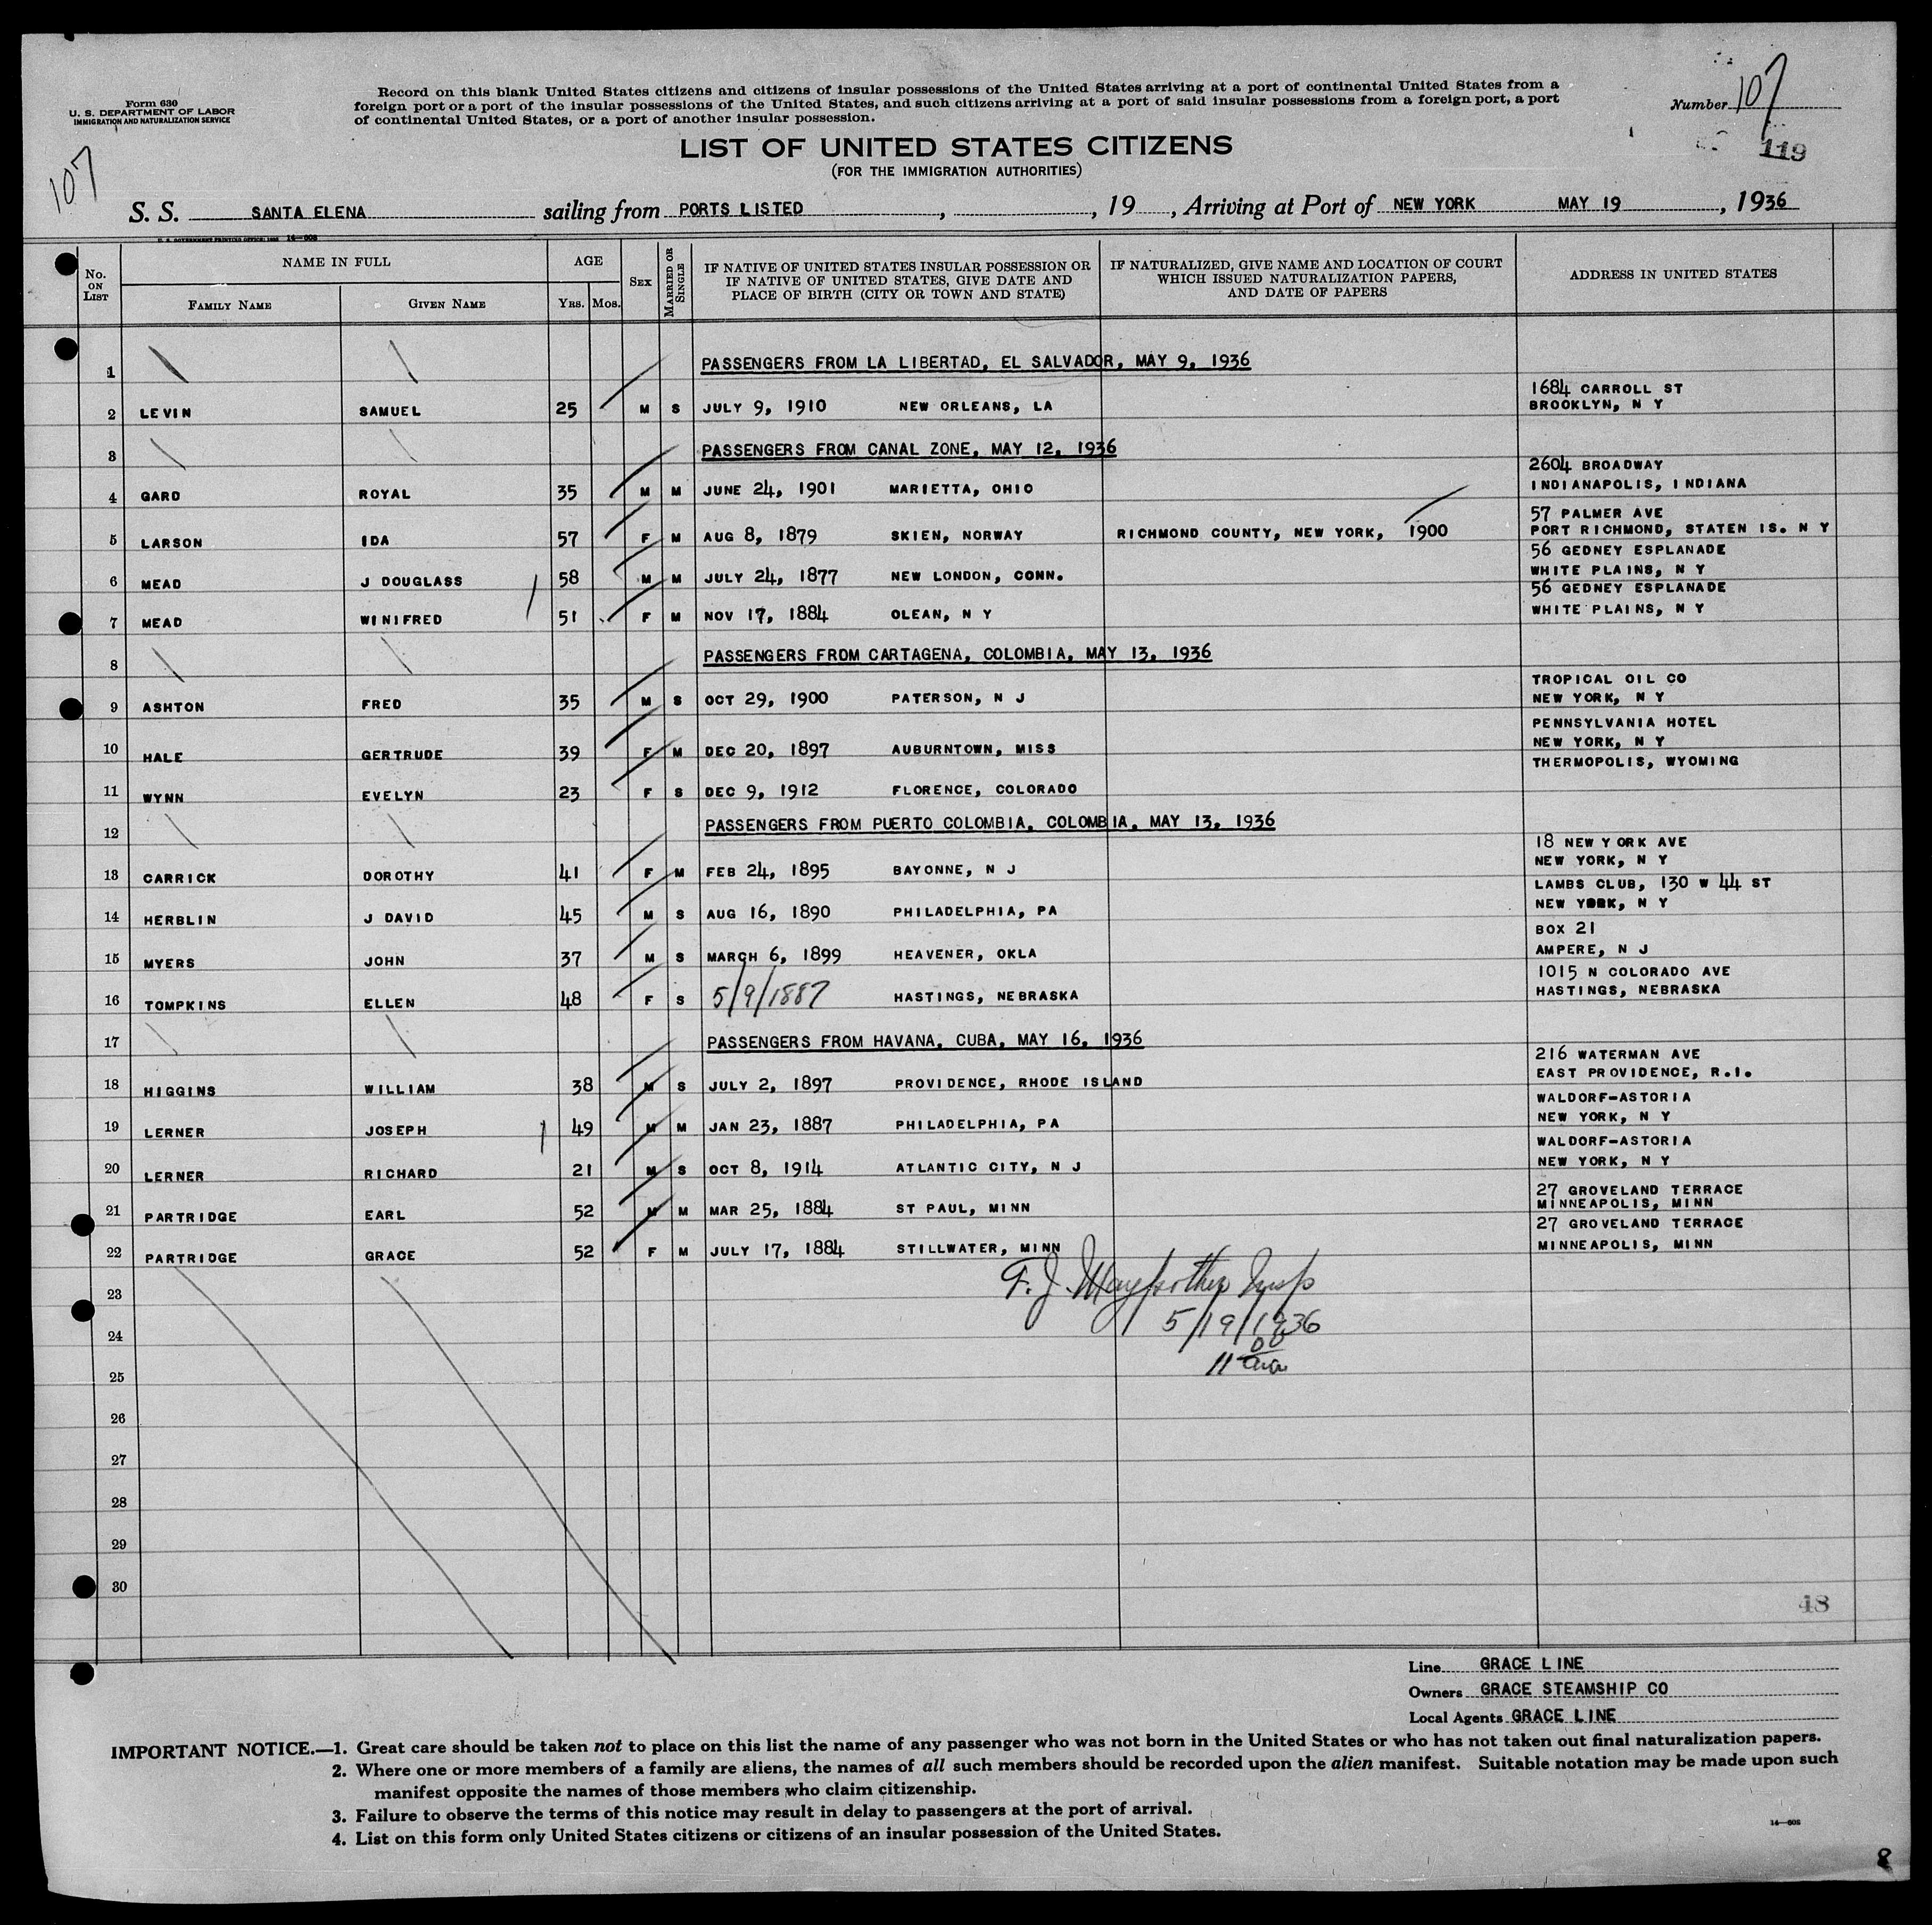 Form 630
U. S. DEPARTMENT OF LABOR
IMMIGRATION AND NATURALIZATION SERVICE
Record on this blank United States citizens and citizens of insular possessions of the United States arriving at a port of continental United States from a
foreign port or a port of the insular possessions of the United States, and such citizens arriving at a port of said insular possessions from a foreign port, a port
of continental United States, or a port of another insular possession.
Number 107
119
107
LIST OF UNITED STATES CITIZENS
(FOR THE IMMIGRATION AUTHORITIES)
S. S. SANTA ELENA sailing from PORTS LISTED , , 19 , Arriving at Port of NEW YORK MAY 19 , 1936
U. S. GOVERNMENT PRINTING OFFICE: 14—608
No. ON LIST NAME IN FULL AGE SEX MARRIED OR SINGLE IF NATIVE OF UNITED STATES INSULAR POSSESSION OR IF NATIVE OF UNITED STATES, GIVE DATE AND PLACE OF BIRTH (CITY OR TOWN AND STATE) IF NATURALIZED, GIVE NAME AND LOCATION OF COURT WHICH ISSUED NATURALIZATION PAPERS, AND DATE OF PAPERS ADDRESS IN UNITED STATES
FAMILY NAME GIVEN NAME YRS. MOS.
1 PASSENGERS FROM LA LIBERTAD, EL SALVADOR, MAY 9, 1936
1684 CARROLL ST
2 LEVIN SAMUEL 25 M S JULY 9, 1910 NEW ORLEANS, LA BROOKLYN, N Y
3 PASSENGERS FROM CANAL ZONE, MAY 12, 1936
2604 BROADWAY
4 GARD ROYAL 35 M M JUNE 24, 1901 MARIETTA, OHIO INDIANAPOLIS, INDIANA
57 PALMER AVE
5 LARSON IDA 57 F M AUG 8, 1879 SKIEN, NORWAY RICHMOND COUNTY, NEW YORK, 1900 PORT RICHMOND, STATEN IS. N Y
56 GEDNEY ESPLANADE
6 MEAD J DOUGLASS 58 M M JULY 24, 1877 NEW LONDON, CONN. WHITE PLAINS, N Y
56 GEDNEY ESPLANADE
7 MEAD WINIFRED 51 F M NOV 17, 1884 OLEAN, N Y WHITE PLAINS, N Y
8 PASSENGERS FROM CARTAGENA, COLOMBIA, MAY 13, 1936
TROPICAL OIL CO
9 ASHTON FRED 35 M S OCT 29, 1900 PATERSON, N J NEW YORK, N Y
PENNSYLVANIA HOTEL
10 HALE GERTRUDE 39 F M DEC 20, 1897 AUBURNTOWN, MISS NEW YORK, N Y
THERMOPOLIS, WYOMING
11 WYNN EVELYN 23 F S DEC 9, 1912 FLORENCE, COLORADO
12 PASSENGERS FROM PUERTO COLOMBIA, COLOMBIA, MAY 13, 1936
18 NEW YORK AVE
13 CARRICK DOROTHY 41 F M FEB 24, 1895 BAYONNE, N J NEW YORK, N Y
LAMBS CLUB, 130 W 44 ST
14 HERBLIN J DAVID 45 M S AUG 16, 1890 PHILADELPHIA, PA NEW YORK, N Y
BOX 21
15 MYERS JOHN 37 M S MARCH 6, 1899 HEAVENER, OKLA AMPERE, N J
1015 N COLORADO AVE
16 TOMPKINS ELLEN 48 F S 5/9/1887 HASTINGS, NEBRASKA HASTINGS, NEBRASKA
17 PASSENGERS FROM HAVANA, CUBA, MAY 16, 1936
216 WATERMAN AVE
18 HIGGINS WILLIAM 38 M S JULY 2, 1897 PROVIDENCE, RHODE ISLAND EAST PROVIDENCE, R.I.
WALDORF-ASTORIA
19 LERNER JOSEPH 49 M M JAN 23, 1887 PHILADELPHIA, PA NEW YORK, N Y
WALDORF-ASTORIA
20 LERNER RICHARD 21 M S OCT 8, 1914 ATLANTIC CITY, N J NEW YORK, N Y
27 GROVELAND TERRACE
21 PARTRIDGE EARL 52 M M MAR 25, 1884 ST PAUL, MINN MINNEAPOLIS, MINN
27 GROVELAND TERRACE
22 PARTRIDGE GRACE 52 F M JULY 17, 1884 STILLWATER, MINN MINNEAPOLIS, MINN
23 F. J.
24 5/19/1936
25 11 00
26
27
28
29
30
48
Line GRACE LINE
Owners GRACE STEAMSHIP CO
Local Agents GRACE LINE
IMPORTANT NOTICE.—1. Great care should be taken not to place on this list the name of any passenger who was not born in the United States or who has not taken out final naturalization papers.
2. Where one or more members of a family are aliens, the names of all such members should be recorded upon the alien manifest. Suitable notation may be made upon such
manifest opposite the names of those members who claim citizenship.
3. Failure to observe the terms of this notice may result in delay to passengers at the port of arrival.
4. List on this form only United States citizens or citizens of an insular possession of the United States.
14—608
8